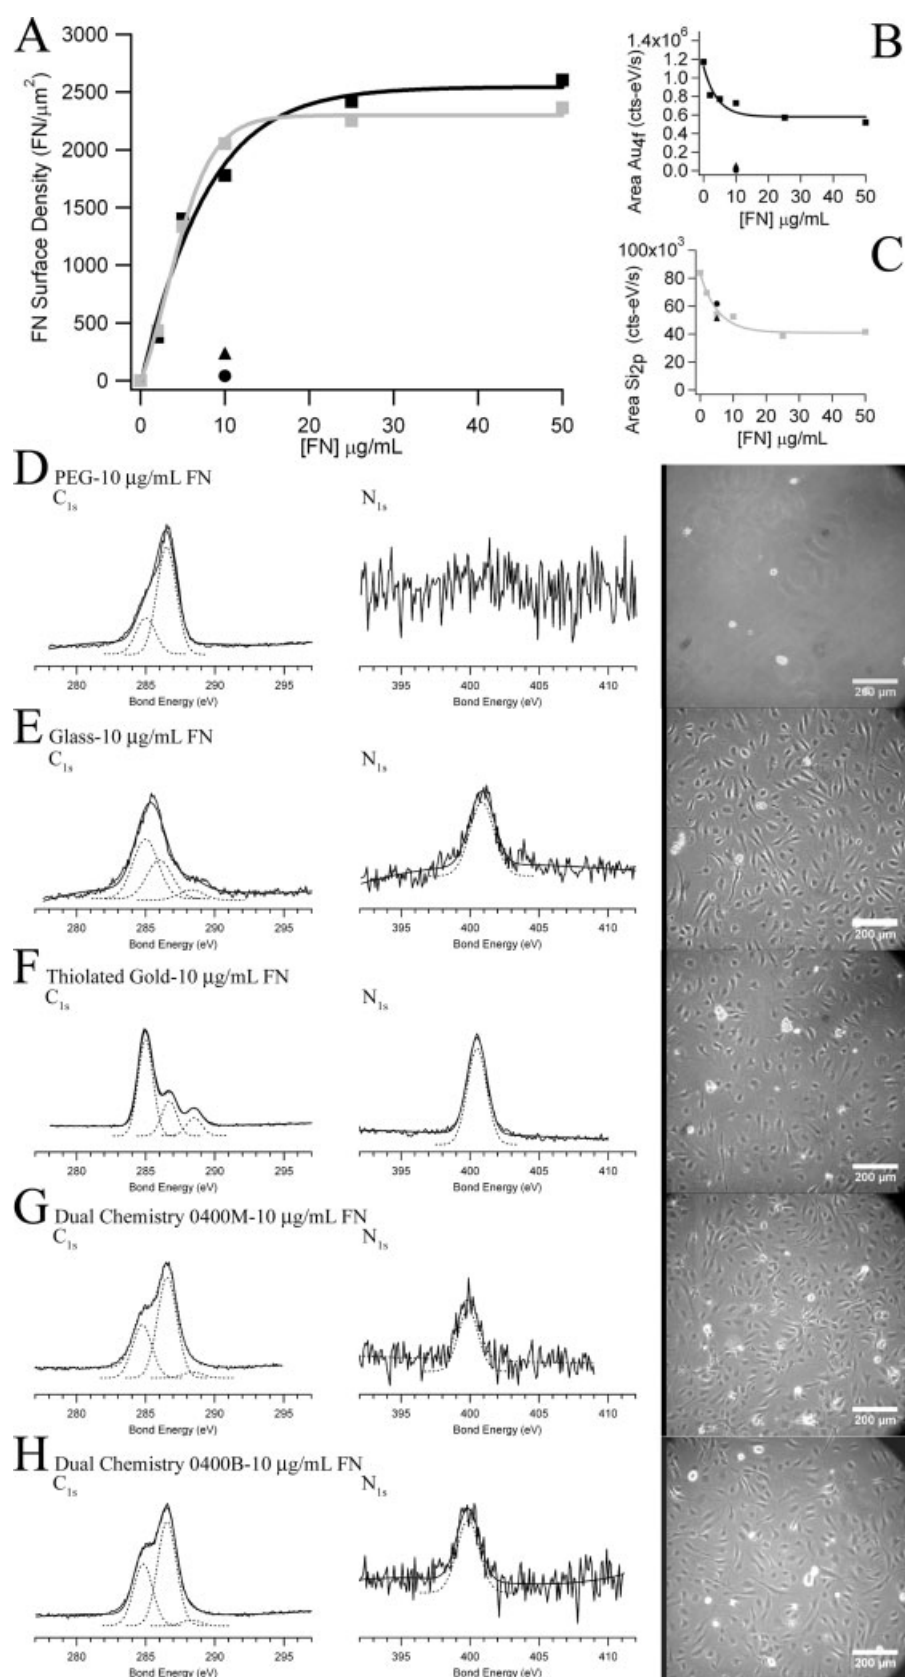 A
3000
2500
2000
1500
1000
500
0
FN Surface Density (FN/μm²)
0 10 20 30 40 50
[FN] μg/mL
B
1.4x10⁶
1.2
1.0
0.8
0.6
0.4
0.2
0.0
Area Au4f (cts-eV/s)
0 10 20 30 40 50
[FN] μg/mL
C
100x10³
80
60
40
20
0
Area Si2p (cts-eV/s)
0 10 20 30 40 50
[FN] μg/mL
D PEG-10 μg/mL FN
C1s N1s
280 285 290 295 395 400 405 410
Bond Energy (eV) Bond Energy (eV)
200 μm
E Glass-10 μg/mL FN
C1s N1s
280 285 290 295 395 400 405 410
Bond Energy (eV) Bond Energy (eV)
200 μm
F Thiolated Gold-10 μg/mL FN
C1s N1s
280 285 290 295 395 400 405 410
Bond Energy (eV) Bond Energy (eV)
200 μm
G Dual Chemistry 0400M-10 μg/mL FN
C1s N1s
280 285 290 295 395 400 405 410
Bond Energy (eV) Bond Energy (eV)
200 μm
H Dual Chemistry 0400B-10 μg/mL FN
C1s N1s
280 285 290 295 395 400 405 410
Bond Energy (eV) Bond Energy (eV)
200 μm